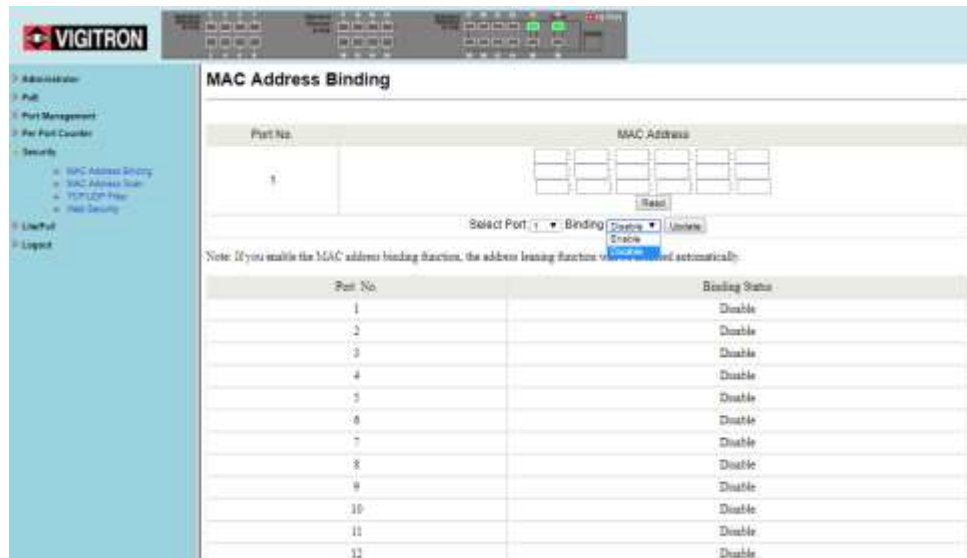 VIGITRON
Administrator
PoE
Port Management
Per Port Counter
Security
MAC Address Binding
MAC Address Scan
TCP/UDP Filter
Web Security
Logout
MAC Address Binding
Port No. MAC Address
1
Read
Select Port 1 Binding Disable Update
Enable
Disable
Note: If you enable the MAC address binding function, the address leaning function automatically.
Port No. Binding Status
1 Disable
2 Disable
3 Disable
4 Disable
5 Disable
6 Disable
7 Disable
8 Disable
9 Disable
10 Disable
11 Disable
12 Disable